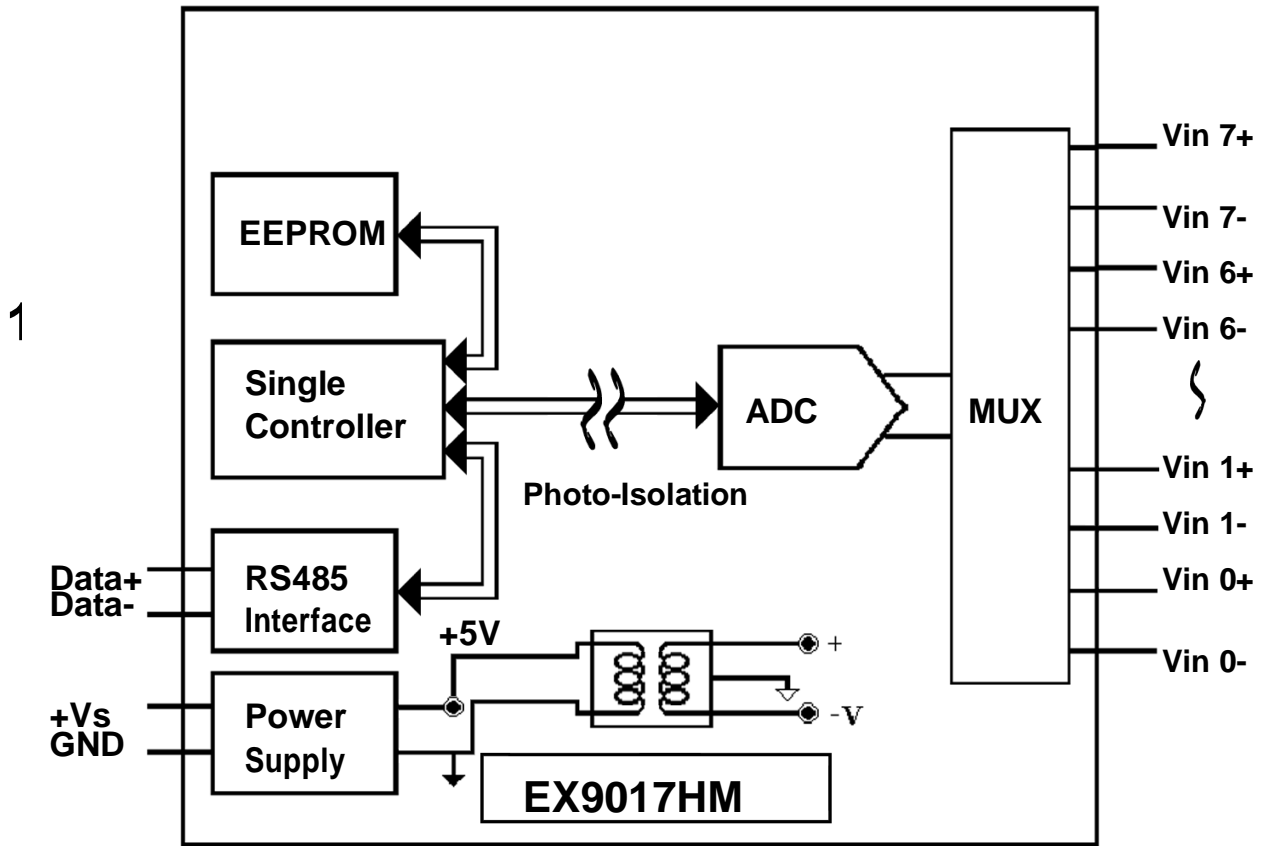 1
EEPROM
Single
Controller
RS485
Interface
Power
Supply
Data+
Data-
+Vs
GND
+5V
Photo-Isolation
ADC
MUX
Vin 7+
Vin 7-
Vin 6+
Vin 6-
Vin 1+
Vin 1-
Vin 0+
Vin 0-
+
-V
EX9017HM